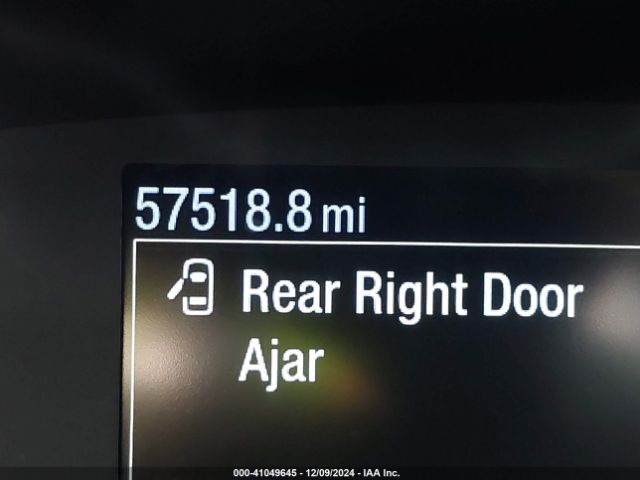 57518.8 mi
Rear Right Door
Ajar
000-41049645 / 12/09/2024 - IAA Inc.